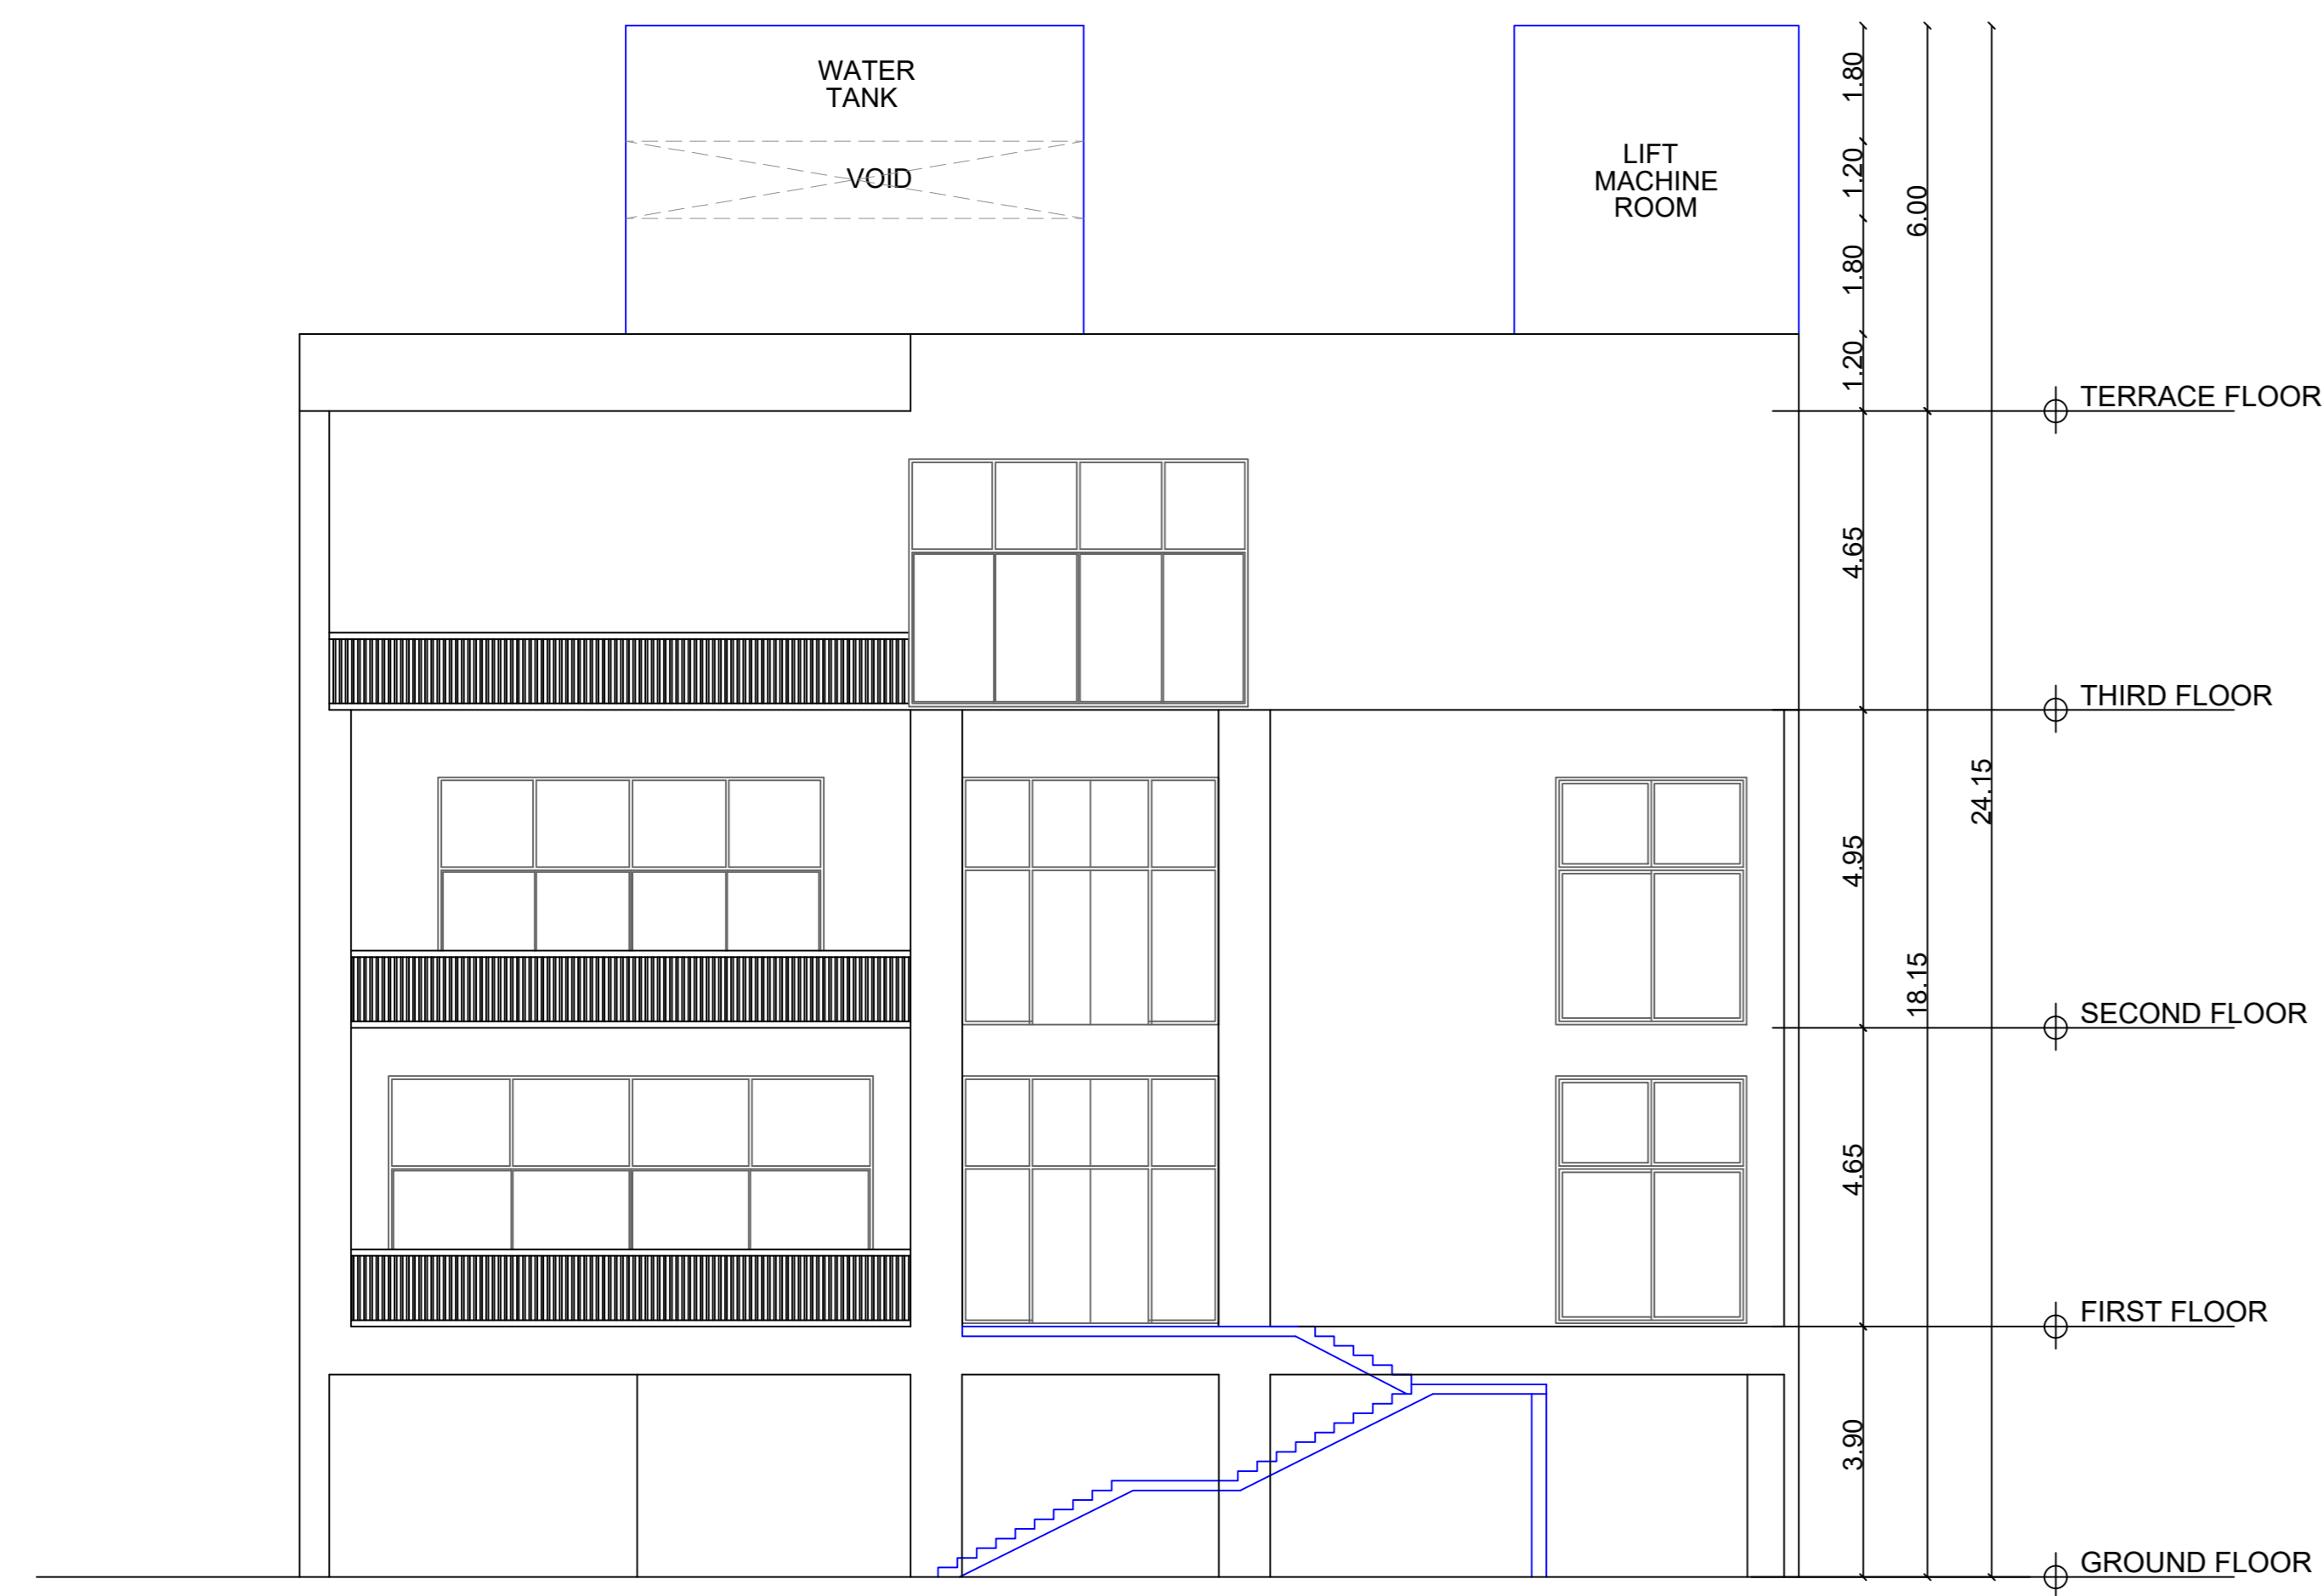 WATER
TANK
VOID
LIFT
MACHINE
ROOM
1.80
1.20
1.80
1.20
6.00
TERRACE FLOOR
4.65
THIRD FLOOR
4.95
24.15
18.15
SECOND FLOOR
4.65
FIRST FLOOR
3.90
GROUND FLOOR